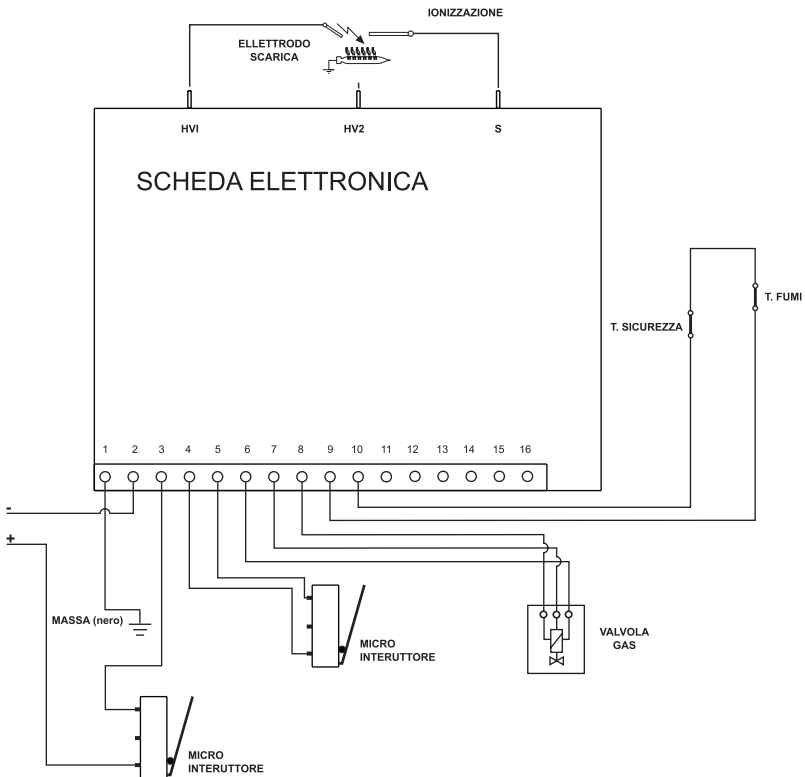 IONIZZAZIONE
ELLETTRODO
SCARICA
HVI
HV2
S
SCHEDA ELETTRONICA
T. FUMI
T. SICUREZZA
1 2 3 4 5 6 7 8 9 10 11 12 13 14 15 16
-
+
MASSA (nero)
MICRO
INTERUTTORE
VALVOLA
GAS
MICRO
INTERUTTORE